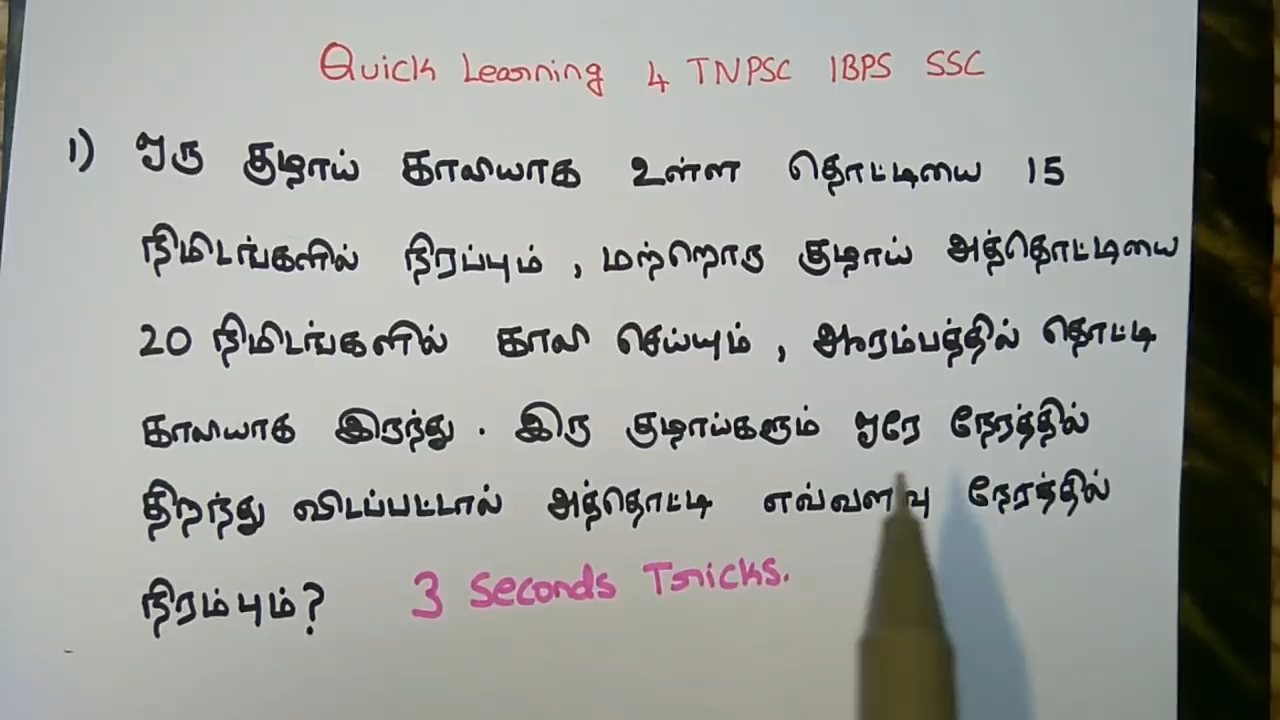 Quick Learning 4 TNPSC IBPS SSC
1) ஒரு குழாய் காலியாக உள்ள தொட்டியை 15
நிமிடங்களில் நிரப்பும் , மற்றொரு குழாய் அத்தொட்டியை
20 நிமிடங்களில் காலி செய்யும் , ஆரம்பத்தில் தொட்டி
காலியாக இருந்து . இரு குழாய்களும் ஒரே நேரத்தில்
திறந்து விடப்பட்டால் அத்தொட்டி எவ்வளவு நேரத்தில்
நிரம்பும்? 3 Seconds Tricks.